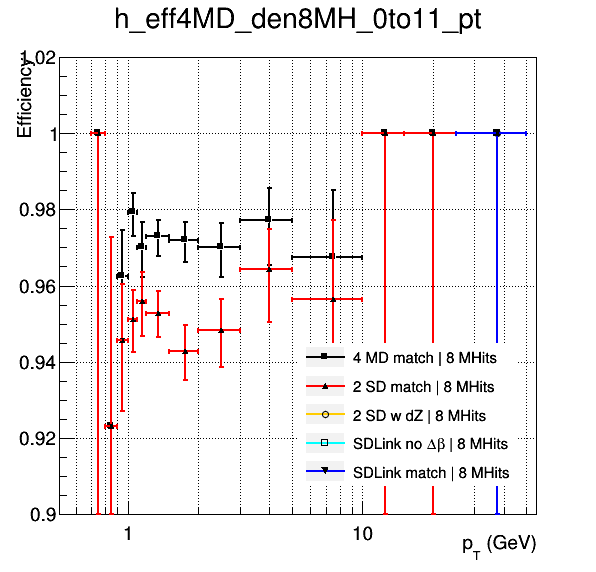 h_eff4MD_den8MH_0to11_pt
Efficiency
1.02
1
0.98
0.96
0.94
0.92
0.9
4 MD match | 8 MHits
2 SD match | 8 MHits
2 SD w dZ | 8 MHits
SDLink no Δβ | 8 MHits
SDLink match | 8 MHits
1
10
p_T (GeV)